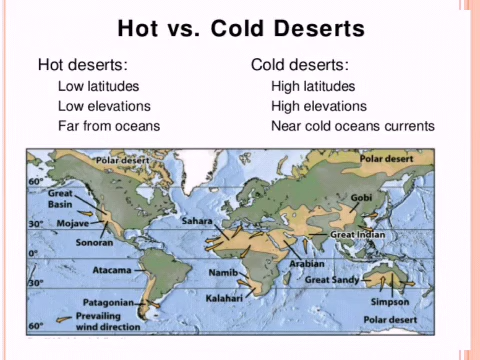 Hot vs. Cold Deserts
Hot deserts:
Low latitudes
Low elevations
Far from oceans
Cold deserts:
High latitudes
High elevations
Near cold oceans currents
Polar desert
Polar desert
60°
Great
Basin
Gobi
Mojave
30°
Sahara
Great Indian
Sonoran
0°
Arabian
Atacama
Namib
Great Sandy
30°
Kalahari
Patagonian
Simpson
Prevailing
wind direction
Polar desert
60°